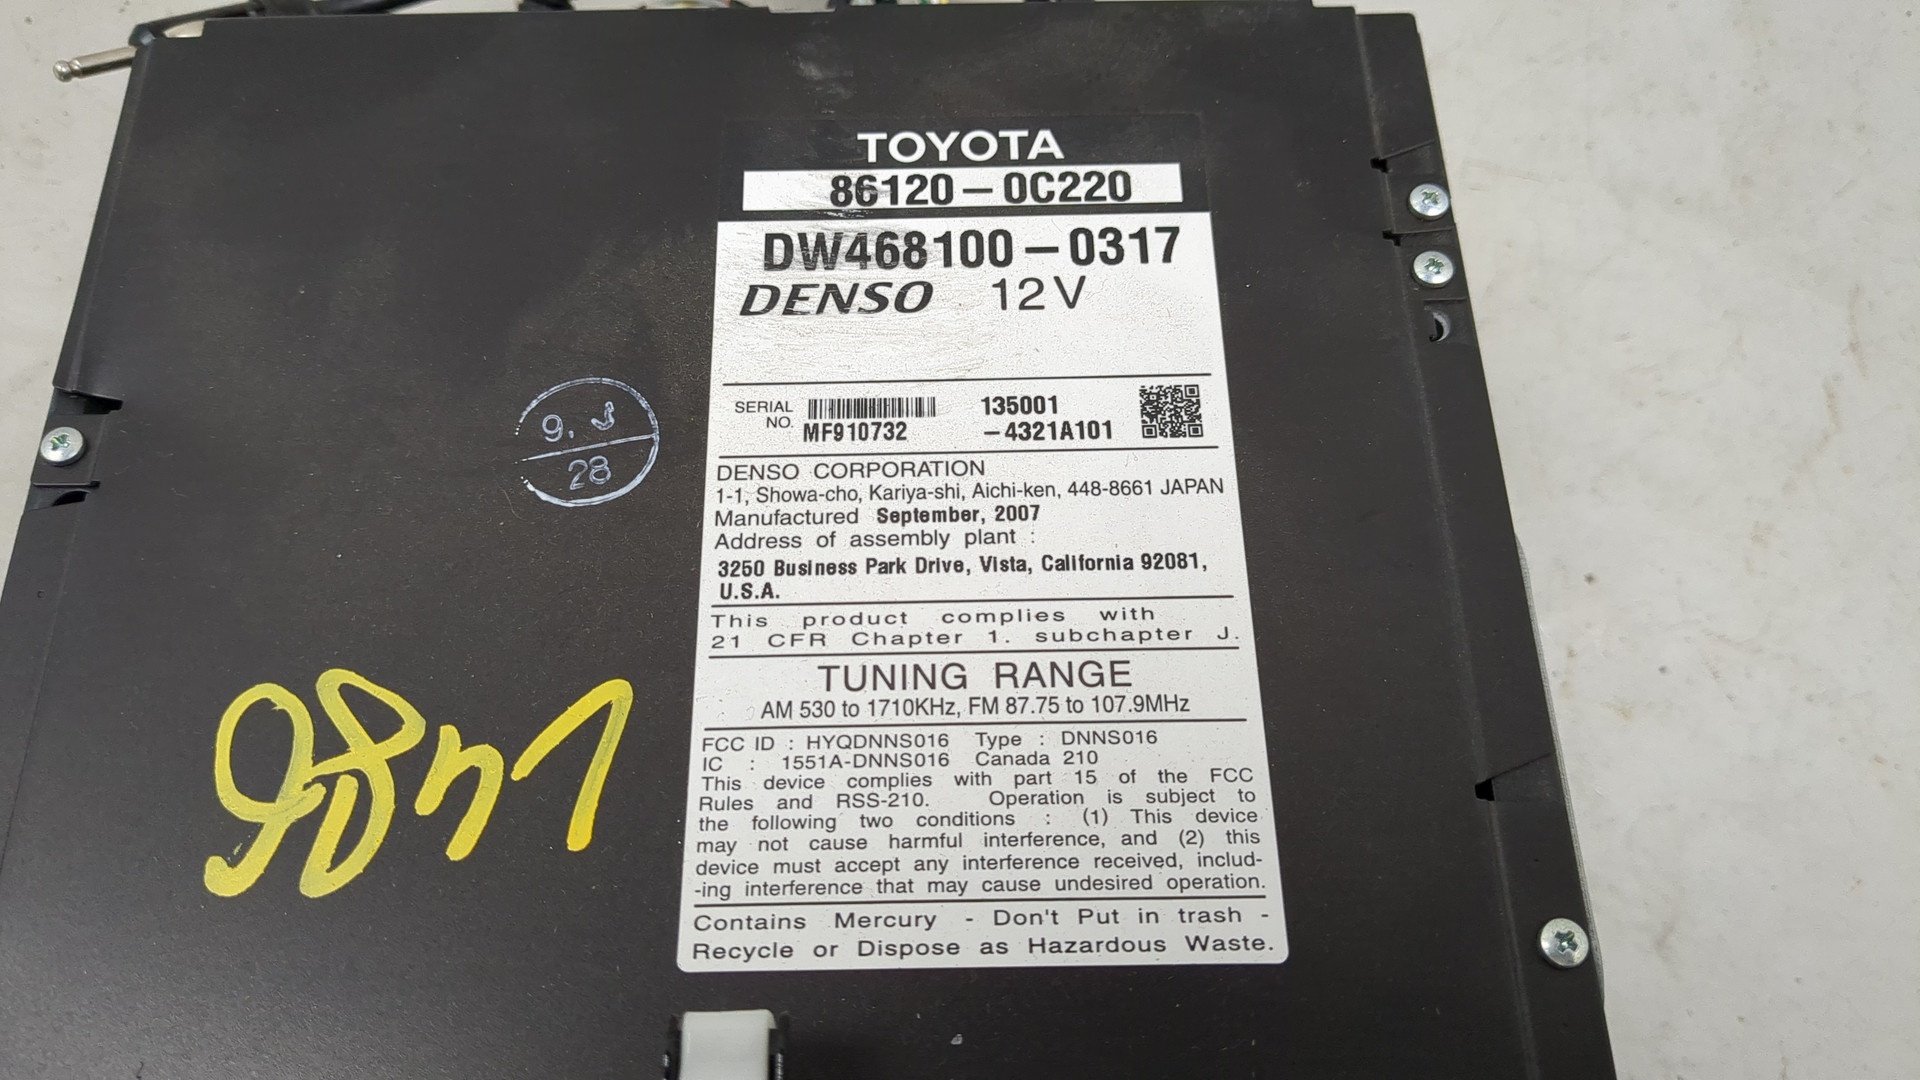 TOYOTA
86120-0C220
DW468100-0317
DENSO 12V
SERIAL NO. MF910732
135001
-4321A101
DENSO CORPORATION
1-1, Showa-cho, Kariya-shi, Aichi-ken, 448-8661 JAPAN
Manufactured September, 2007
Address of assembly plant :
3250 Business Park Drive, Vista, California 92081,
U.S.A.
This product complies with
21 CFR Chapter 1. subchapter J.
TUNING RANGE
AM 530 to 1710KHz, FM 87.75 to 107.9MHz
FCC ID : HYQDNNS016 Type : DNNS016
IC : 1551A-DNNS016 Canada 210
This device complies with part 15 of the FCC
Rules and RSS-210. Operation is subject to
the following two conditions : (1) This device
may not cause harmful interference, and (2) this
device must accept any interference received, includ-
-ing interference that may cause undesired operation.
Contains Mercury - Don't Put in trash -
Recycle or Dispose as Hazardous Waste.
9.
28